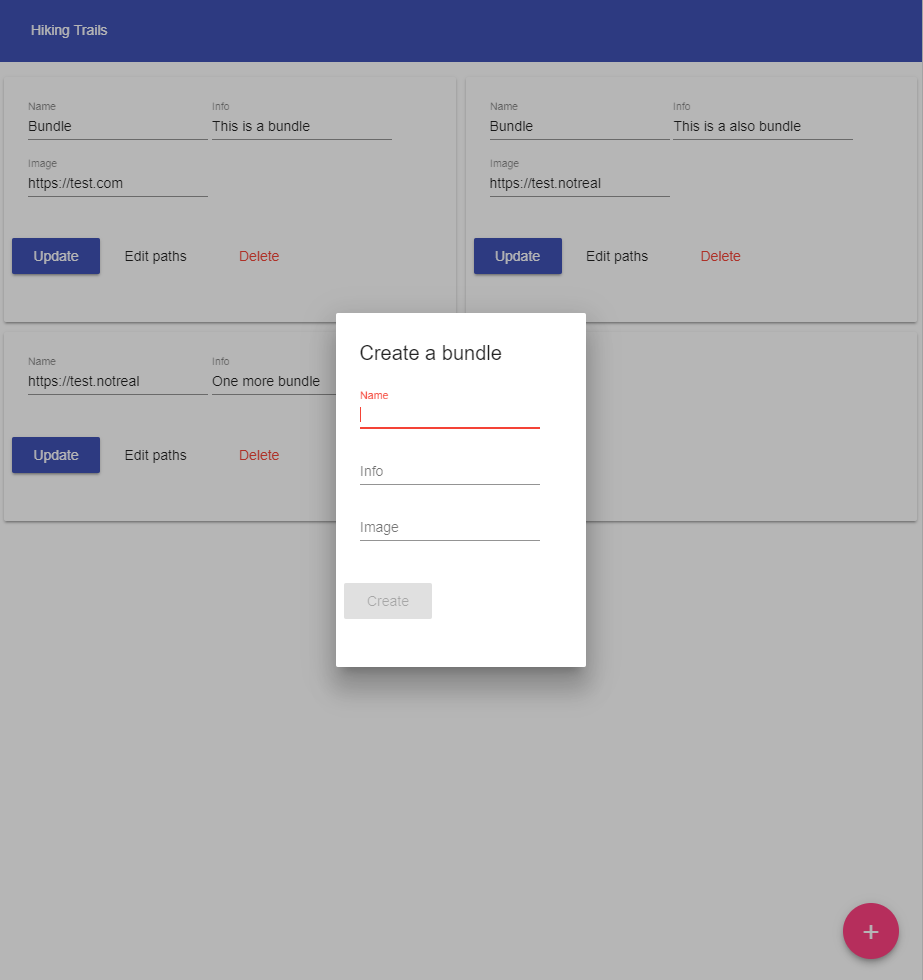 Hiking Trails
Name Info
Bundle This is a bundle
Image
https://test.com
Update Edit paths Delete
Name Info
Bundle This is a also bundle
Image
https://test.notreal
Update Edit paths Delete
Name Info
https://test.notreal One more bundle
Update Edit paths Delete
Create a bundle
Name
Info
Image
Create
+